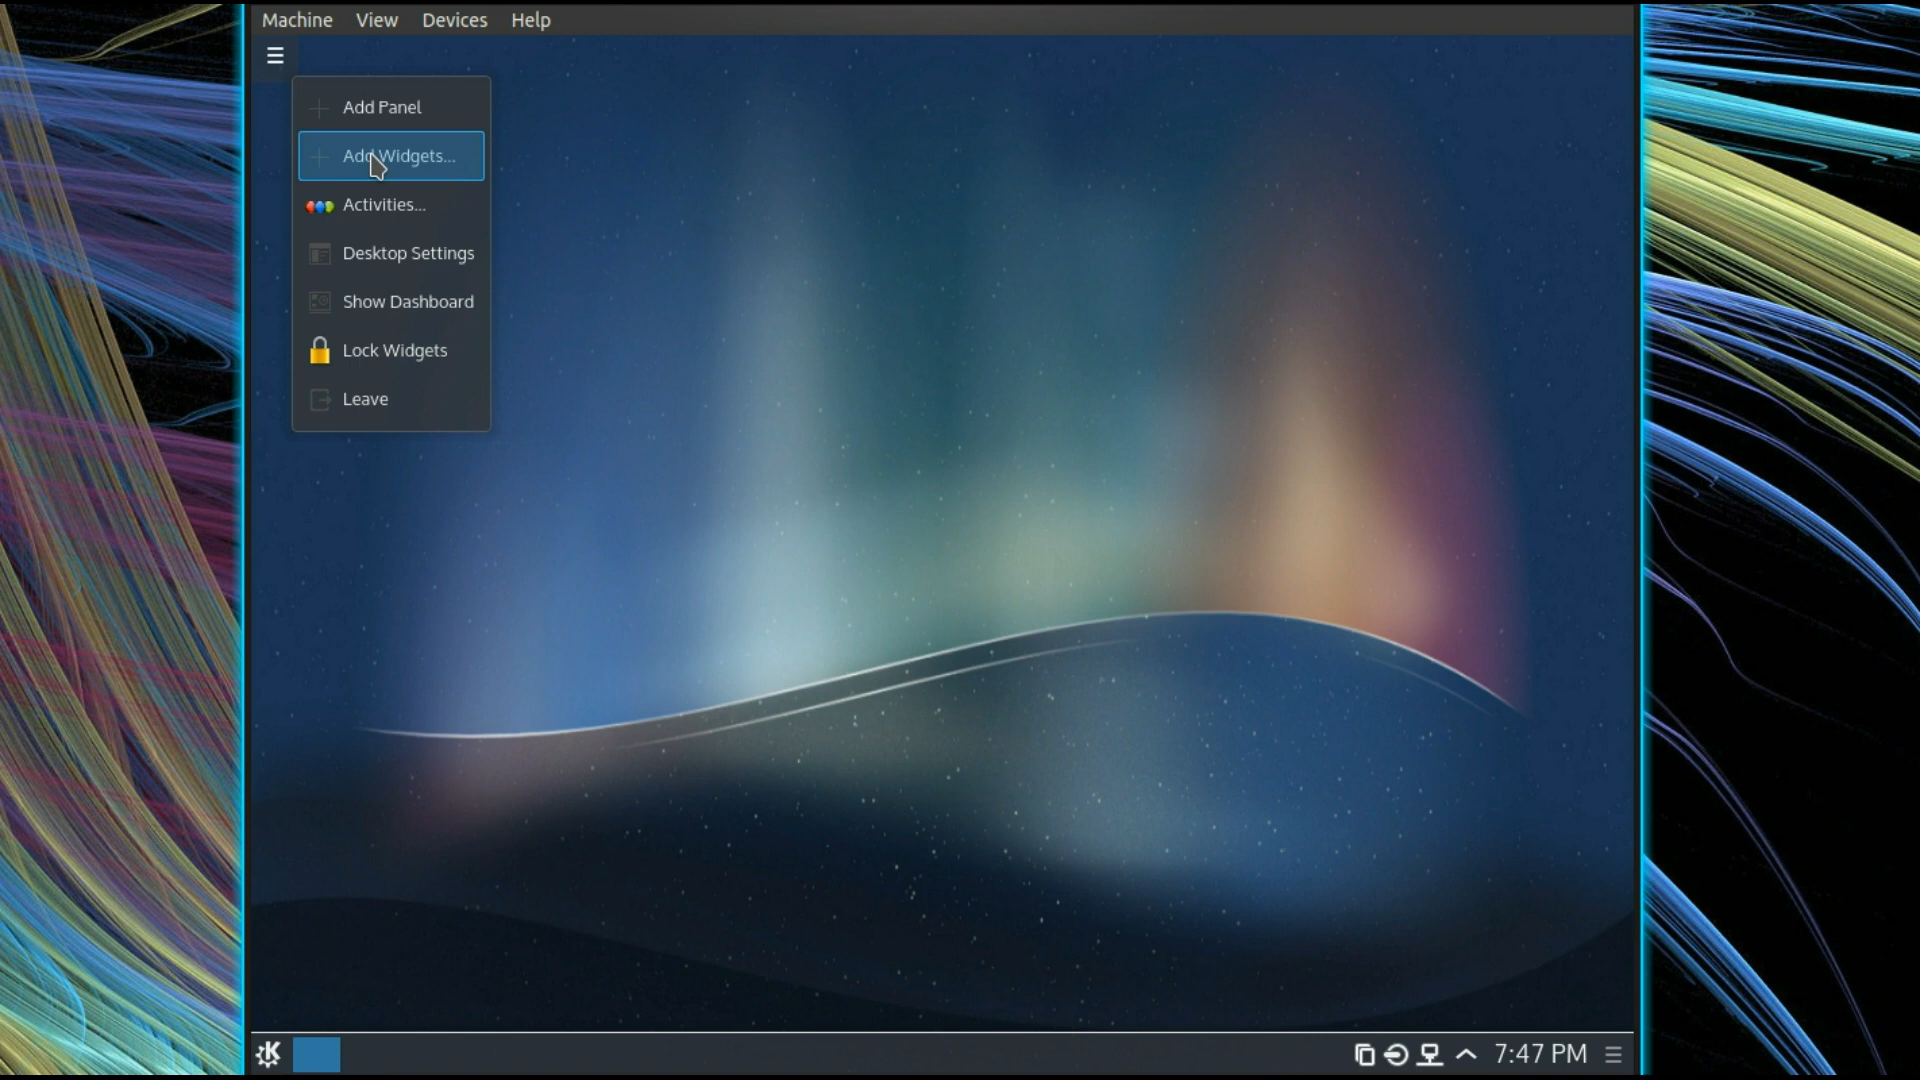 Machine View Devices Help
Add Panel
Add Widgets...
Activities...
Desktop Settings
Show Dashboard
Lock Widgets
Leave
7:47 PM